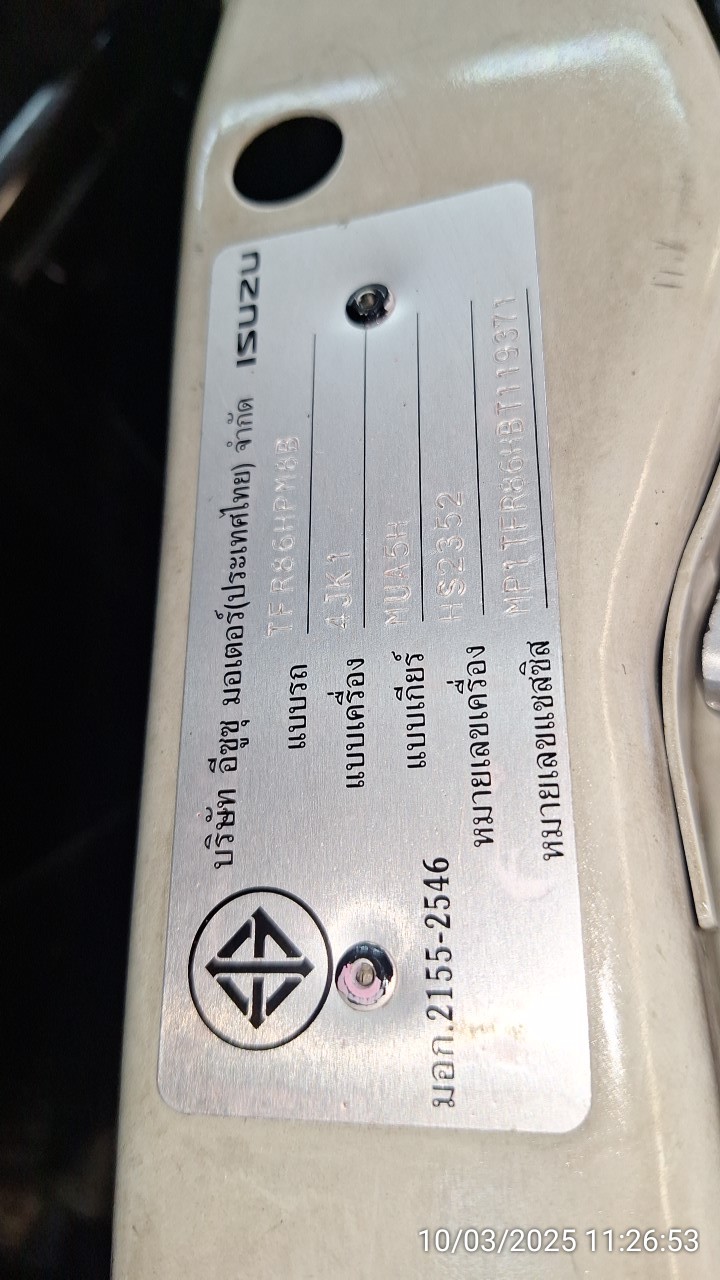 บริษัท อีซูซุ มอเตอร์(ประเทศไทย) จำกัด ISUZU
แบบรถ TFR86HPM8B
แบบเครื่อง 4JK1
แบบเกียร์ MUA5H
มอก.2155-2546
หมายเลขเครื่อง HS2352
หมายเลขแชสซิส MP1TFR86HBT119371
10/03/2025 11:26:53